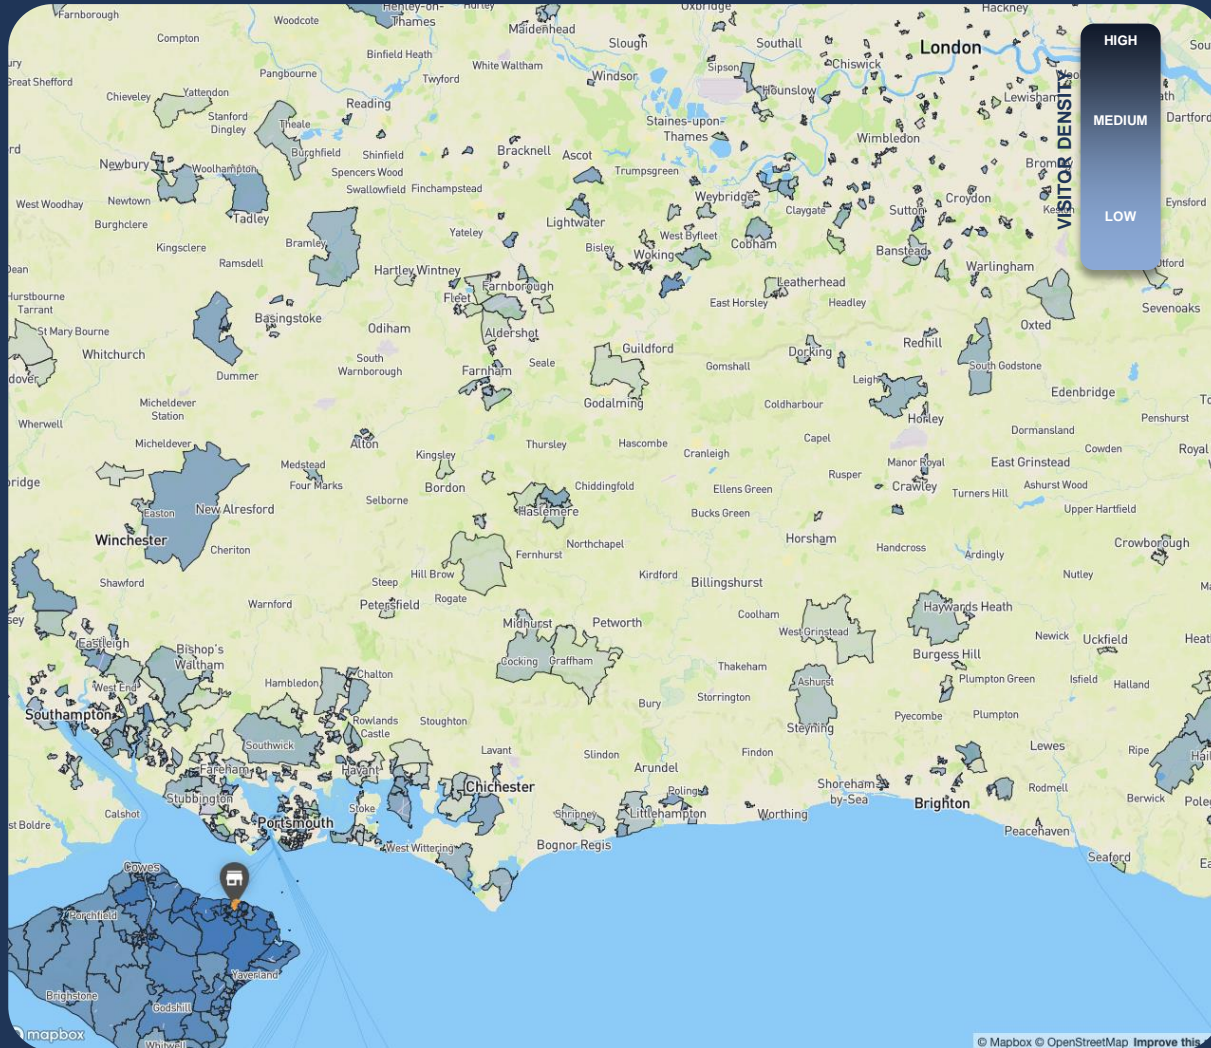 Farnborough
Woodcote
Henley-on-
Thames
Hurley
Maidenhead
Uxbridge
Hackney
Compton
Binfield Heath
Slough
Southall
London
HIGH
Pangbourne
White Waltham
Twyford
Windsor
Sipson
Chiswick
Great Shefford
Hounslow
Chieveley
Yattendon
Reading
Lewisham
Stanford
Dingley
Theale
Staines-upon-
Thames
MEDIUM
Dartford
Wimbledon
Burghfield
Shinfield
Bracknell
Ascot
Newbury
Woolhampton
Spencers Wood
Trumpsgreen
VISITOR DENSITY
Swallowfield
Finchampstead
Weybridge
Croydon
West Woodhay
Newtown
Tadley
Claygate
Sutton
Eynsford
Burghclere
Lightwater
LOW
Yateley
West Byfleet
Kingsclere
Bramley
Bisley
Cobham
Woking
Banstead
Ramsdell
Hartley Wintney
Warlingham
Farnborough
Leatherhead
Hurstbourne
Tarrant
Fleet
East Horsley
Headley
Sevenoaks
Basingstoke
Oxted
St Mary Bourne
Odiham
Aldershot
Redhill
Whitchurch
Guildford
Dorking
South
Warnborough
Seale
Gomshall
South Godstone
Dummer
Farnham
Leigh
Edenbridge
Micheldever
Station
Godalming
Coldharbour
Horley
Penshurst
Wherwell
Dormansland
Micheldever
Alton
Thursley
Hascombe
Capel
Cowden
Royal
Kingsley
Cranleigh
Medstead
Manor Royal
East Grinstead
Four Marks
Bordon
Chiddingfold
Ellens Green
Rusper
Crawley
Ashurst Wood
Turners Hill
Selborne
Easton
New Alresford
Haslemere
Bucks Green
Upper Hartfield
Winchester
Horsham
Crowborough
Cheriton
Fernhurst
Northchapel
Handcross
Ardingly
Shawford
Steep
Hill Brow
Kirdford
Billingshurst
Nutley
Warnford
Petersfield
Rogate
Coolham
Haywards Heath
Midhurst
Petworth
West Grinstead
Newick
Uckfield
Eastleigh
Bishop's
Waltham
Cocking
Graffham
Thakeham
Burgess Hill
Hambledon
Chalton
Ashurst
Plumpton Green
Isfield
Halland
West End
Storrington
Bury
Southampton
Rowlands
Castle
Stoughton
Steyning
Pyecombe
Plumpton
Southwick
Lavant
Slindon
Findon
Lewes
Ripe
Fareham
Havant
Arundel
Chichester
Shoreham-
by-Sea
Rodmell
Stubbington
Stoke
Poling
Brighton
Berwick
Calshot
Portsmouth
Shripney
Littlehampton
Worthing
Peacehaven
West Wittering
Bognor Regis
Seaford
Cowes
Porchfield
Yaverland
Brighstone
Godshill
mapbox
Whitwell
© Mapbox © OpenStreetMap Improve this